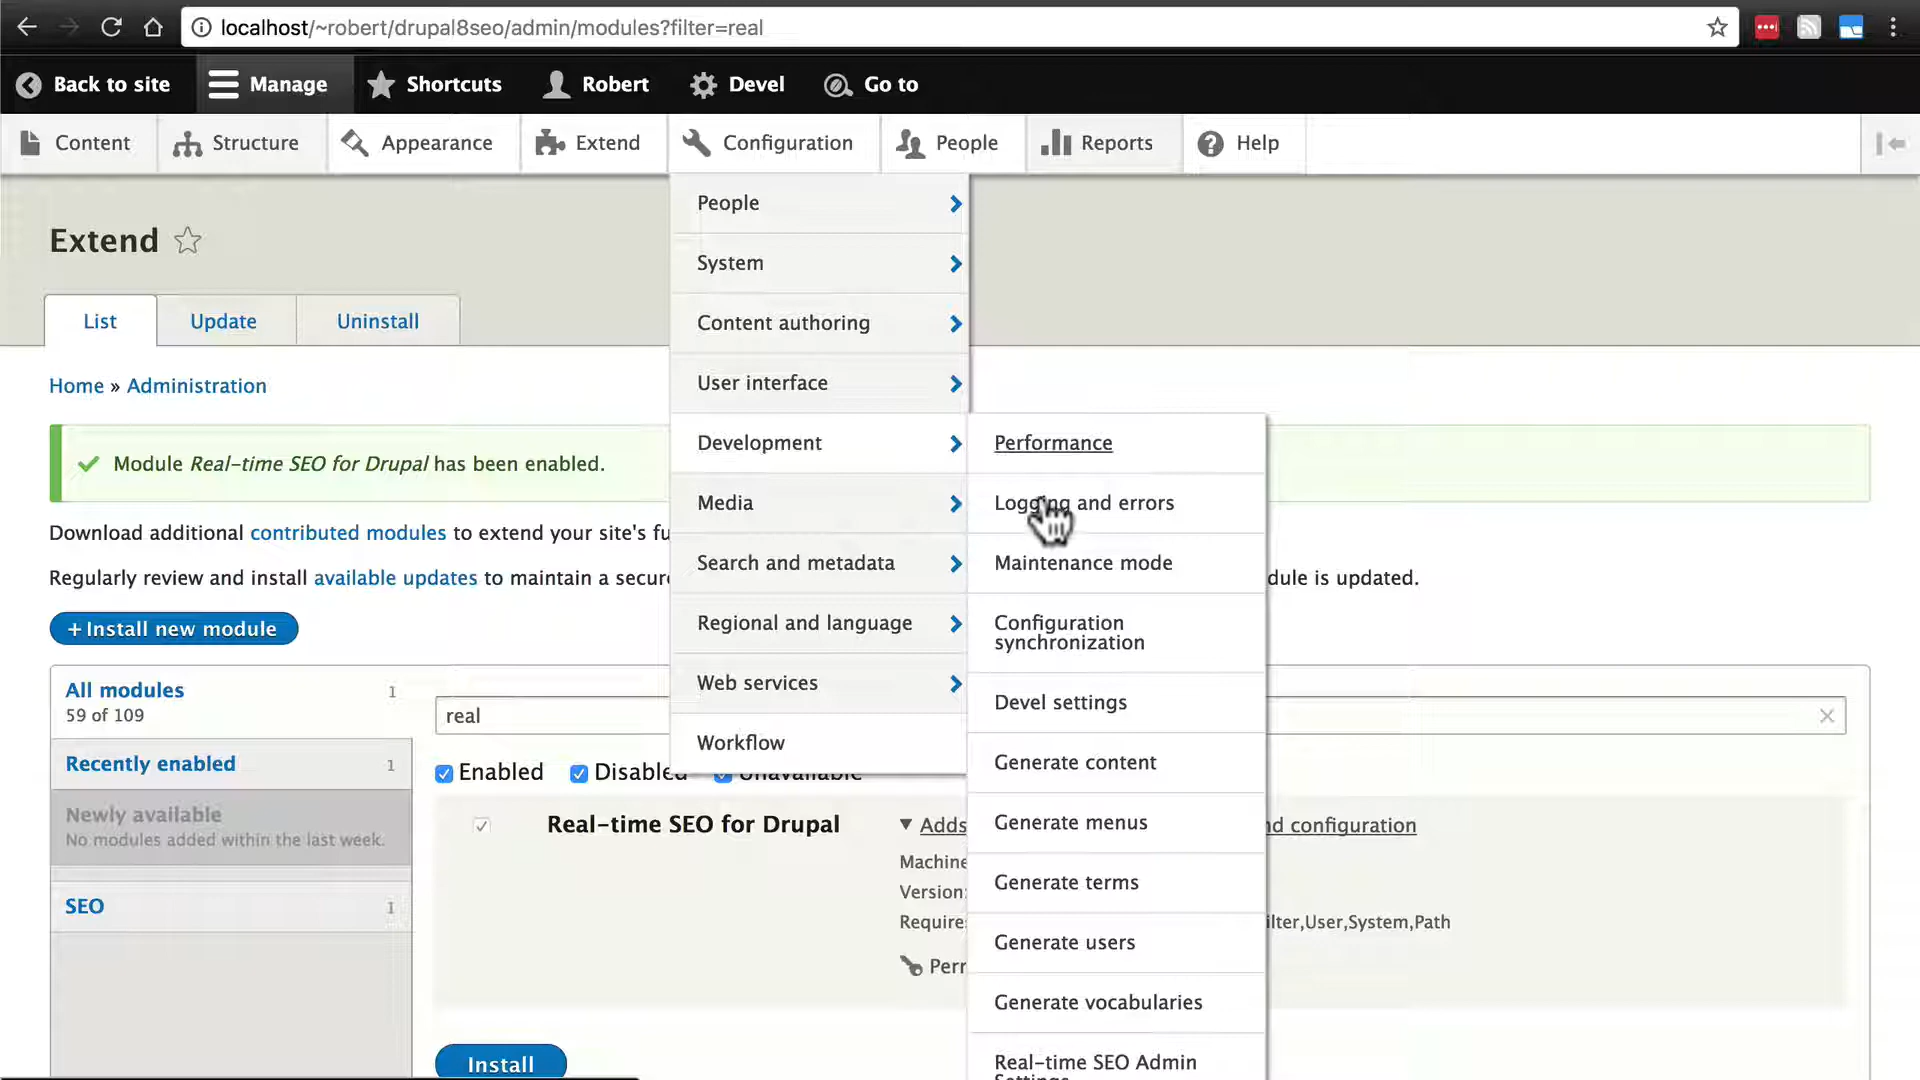 localhost/~robert/drupal8seo/admin/modules?filter=real
Back to site
Manage
Shortcuts
Robert
Devel
Go to
Content
Structure
Appearance
Extend
Configuration
People
Reports
Help
Extend
List
Update
Uninstall
Home » Administration
Module Real-time SEO for Drupal has been enabled.
Download additional contributed modules to extend your site's fu
Regularly review and install available updates to maintain a secure
dule is updated.
+ Install new module
People
System
Content authoring
User interface
Development
Media
Search and metadata
Regional and language
Web services
Workflow
Performance
Logging and errors
Maintenance mode
Configuration
synchronization
Devel settings
Generate content
Generate menus
Generate terms
Generate users
Generate vocabularies
Real-time SEO Admin
Settings
All modules
1
59 of 109
Recently enabled
1
Newly available
No modules added within the last week.
SEO
1
real
Enabled
Disabled
Unavailable
Real-time SEO for Drupal
Adds
nd configuration
Machine
Version:
Require
ilter,User,System,Path
Perr
Install